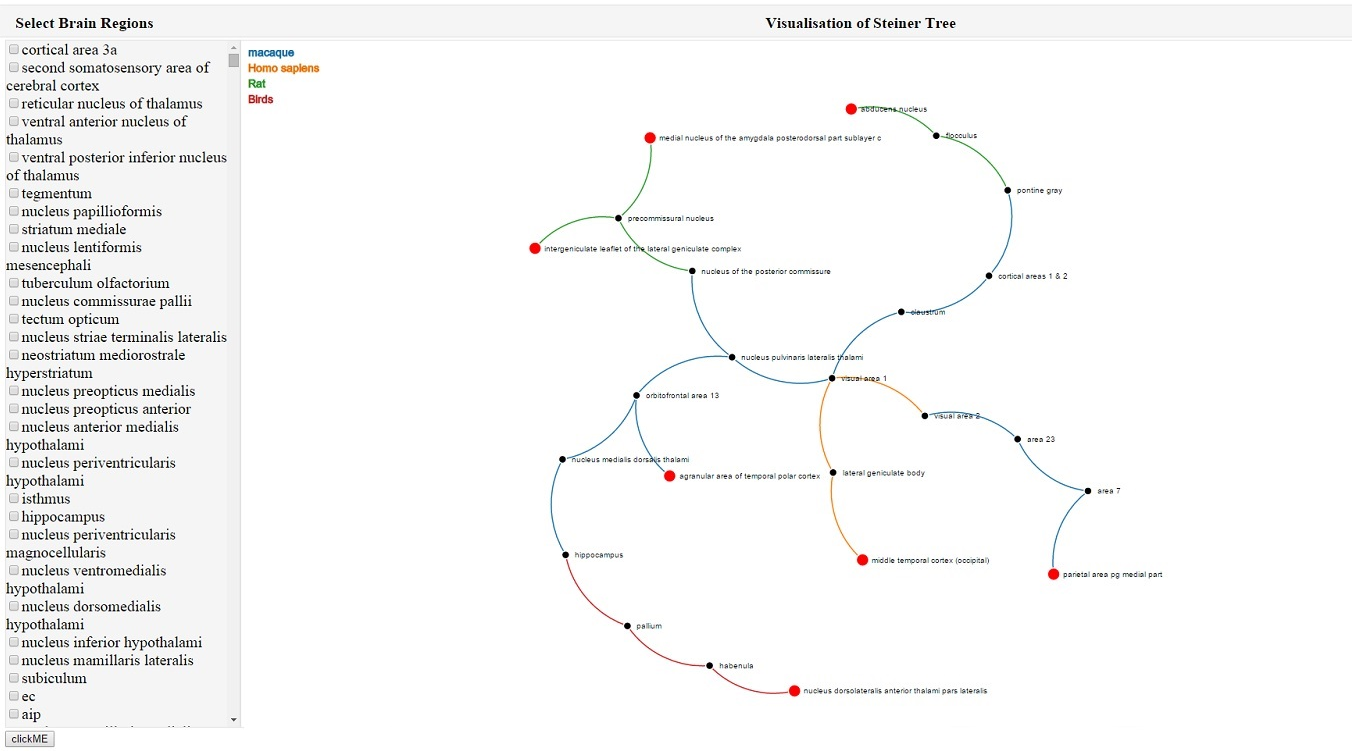 Select Brain Regions
Visualisation of Steiner Tree
cortical area 3a
second somatosensory area of
cerebral cortex
reticular nucleus of thalamus
ventral anterior nucleus of
thalamus
ventral posterior inferior nucleus
of thalamus
tegmentum
nucleus papillioformis
striatum mediale
nucleus lentiformis
mesencephali
tuberculum olfactorium
nucleus commissurae pallii
tectum opticum
nucleus striae terminalis lateralis
neostriatum mediorostrale
hyperstriatum
nucleus preopticus medialis
nucleus preopticus anterior
nucleus anterior medialis
hypothalami
nucleus periventricularis
hypothalami
isthmus
hippocampus
nucleus periventricularis
magnocellularis
nucleus ventromedialis
hypothalami
nucleus dorsomedialis
hypothalami
nucleus inferior hypothalami
nucleus mamillaris lateralis
subiculum
ec
aip
clickME
macaque
Homo sapiens
Rat
Birds
abducens nucleus
flocculus
medial nucleus of the amygdala posterodorsal part sublayer c
pontine gray
precommissural nucleus
intergeniculate leaflet of the lateral geniculate complex
nucleus of the posterior commissure
cortical areas 1 & 2
claustrum
nucleus pulvinaris lateralis thalami
visual area 1
orbitofrontal area 13
visual area 2
area 23
nucleus medialis dorsalis thalami
agranular area of temporal polar cortex
lateral geniculate body
area 7
hippocampus
middle temporal cortex (occipital)
parietal area pg medial part
pallium
habenula
nucleus dorsolateralis anterior thalami pars lateralis